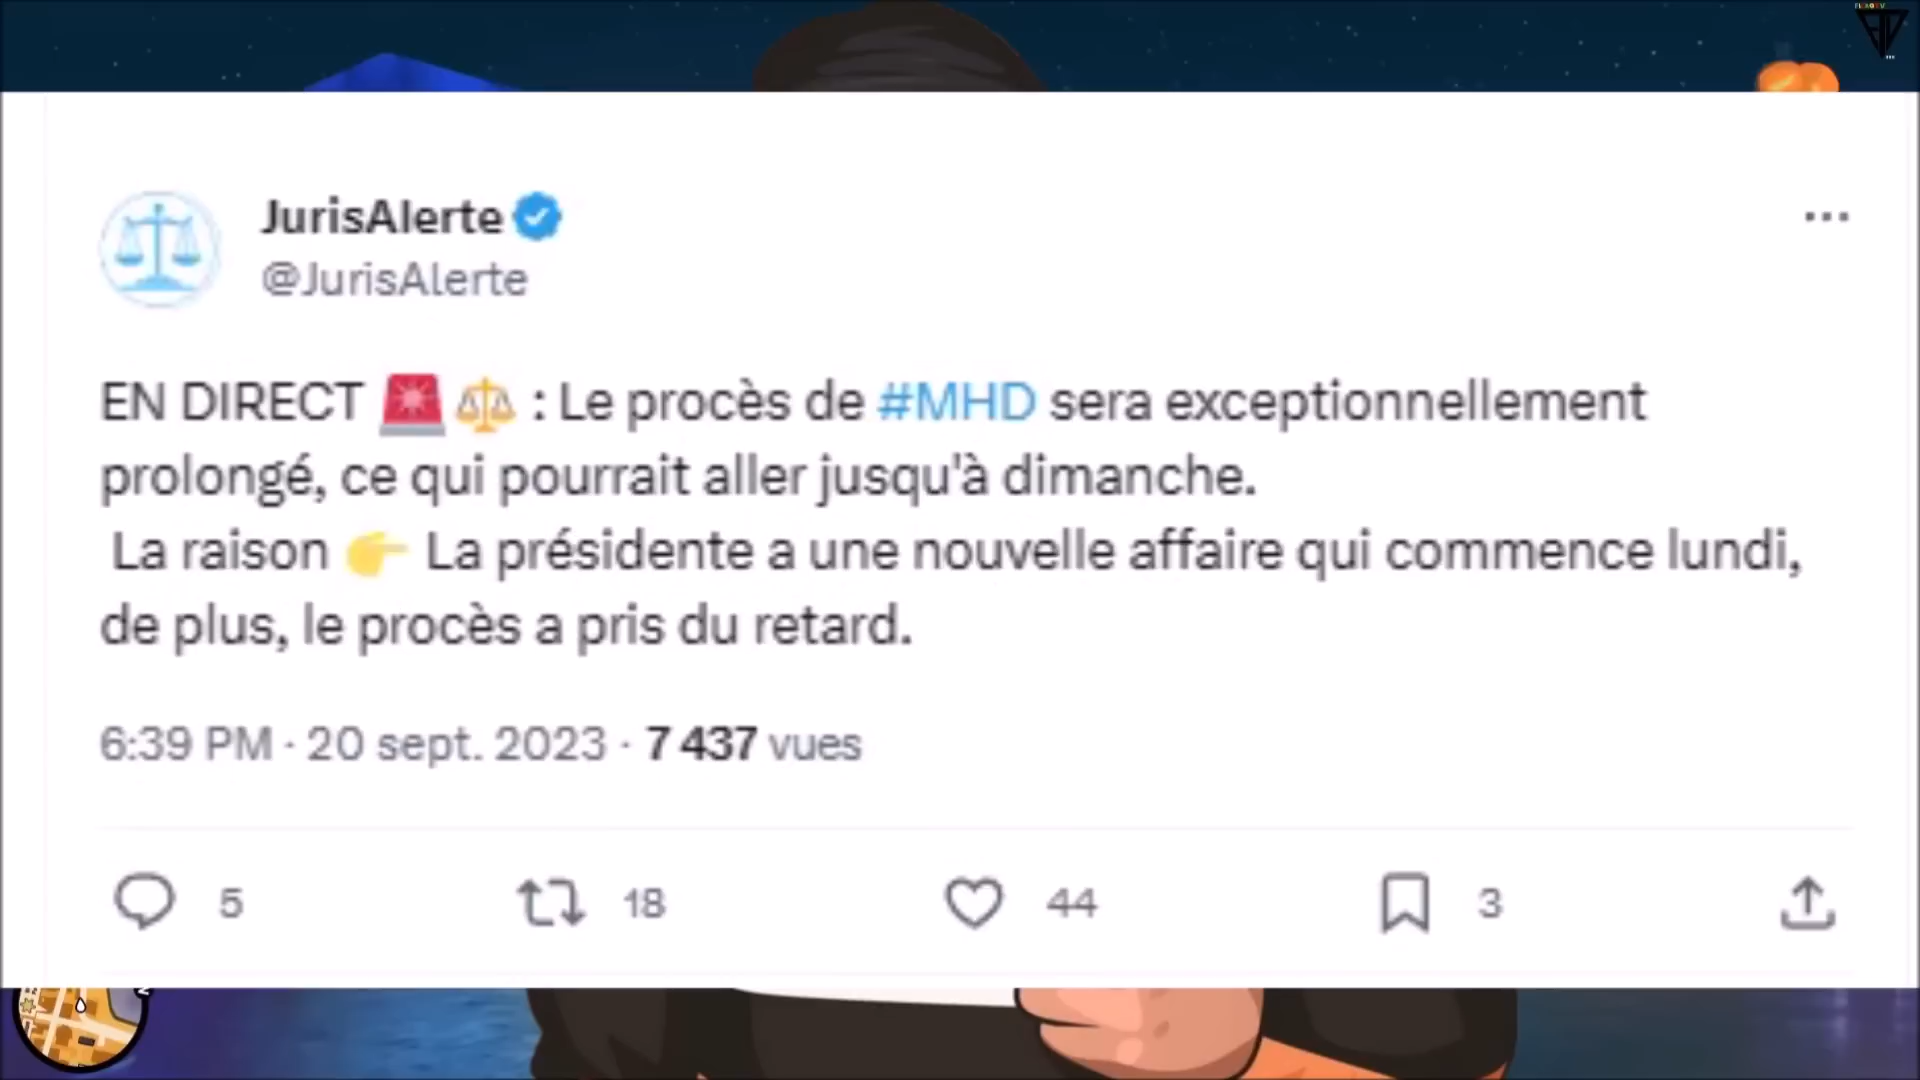 JurisAlerte
@JurisAlerte
EN DIRECT 🚨⚖️ : Le procès de #MHD sera exceptionnellement
prolongé, ce qui pourrait aller jusqu'à dimanche.
La raison 👉 La présidente a une nouvelle affaire qui commence lundi,
de plus, le procès a pris du retard.
6:39 PM · 20 sept. 2023 · 7 437 vues
5 18 44 3